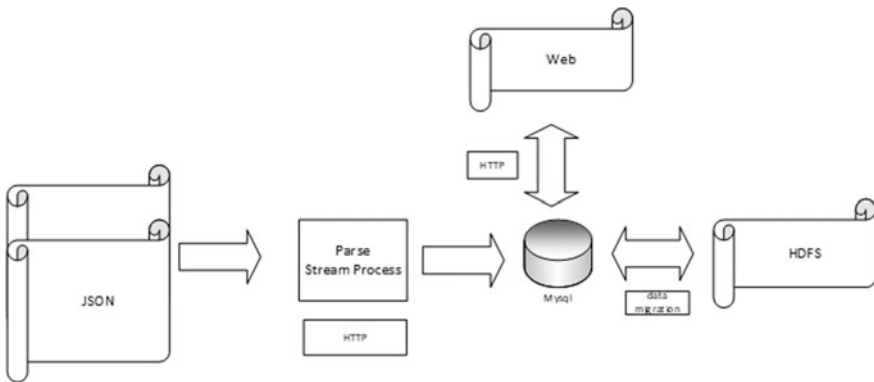 Web
HTTP
Parse
Stream Process
HDFS
JSON
Mysql
data
migration
HTTP